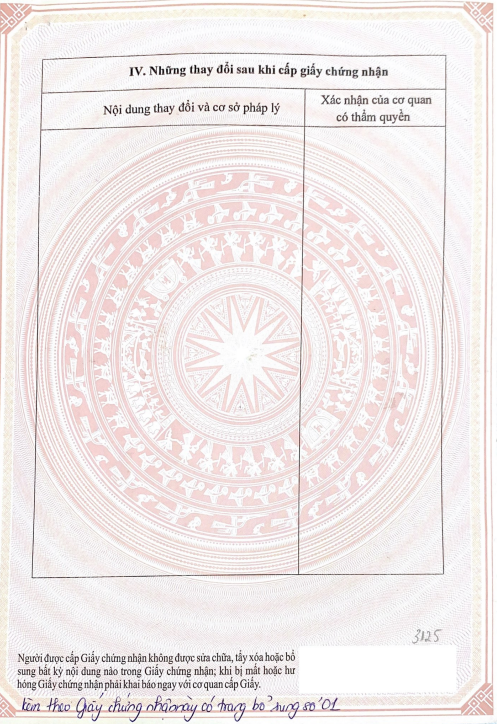 IV. Những thay đổi sau khi cấp giấy chứng nhận
Nội dung thay đổi và cơ sở pháp lý
Xác nhận của cơ quan
có thẩm quyền
3125
Người được cấp Giấy chứng nhận không được sửa chữa, tẩy xóa hoặc bổ
sung bất kỳ nội dung nào trong Giấy chứng nhận; khi bị mất hoặc hư
hỏng Giấy chứng nhận phải khai báo ngay với cơ quan cấp Giấy.
kèm theo Giấy chứng nhận này có trang bổ sung số 01